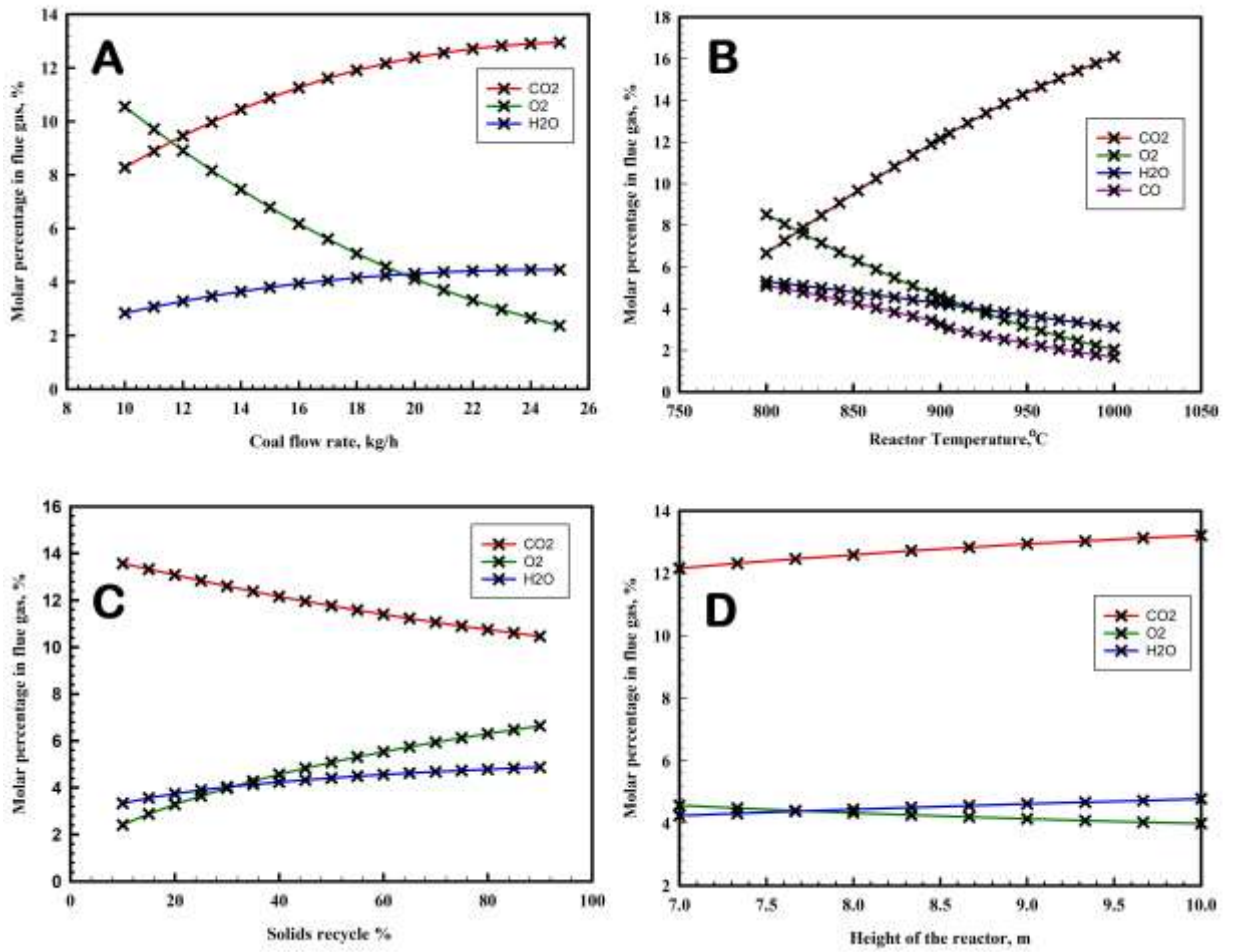 14
12
10
8
6
4
2
0
Molar percentage in flue gas, %
A
CO2
O2
H2O
8 10 12 14 16 18 20 22 24 26
Coal flow rate, kg/h
18
16
14
12
10
8
6
4
2
0
Molar percentage in flue gas, %
B
CO2
O2
H2O
CO
750 800 850 900 950 1000 1050
Reactor Temperature,⁰C
16
14
12
10
8
6
4
2
0
Molar percentage in flue gas, %
C
CO2
O2
H2O
0 20 40 60 80 100
Solids recycle %
14
12
10
8
6
4
2
Molar percentage in flue gas, %
D
CO2
O2
H2O
7.0 7.5 8.0 8.5 9.0 9.5 10.0
Height of the reactor, m